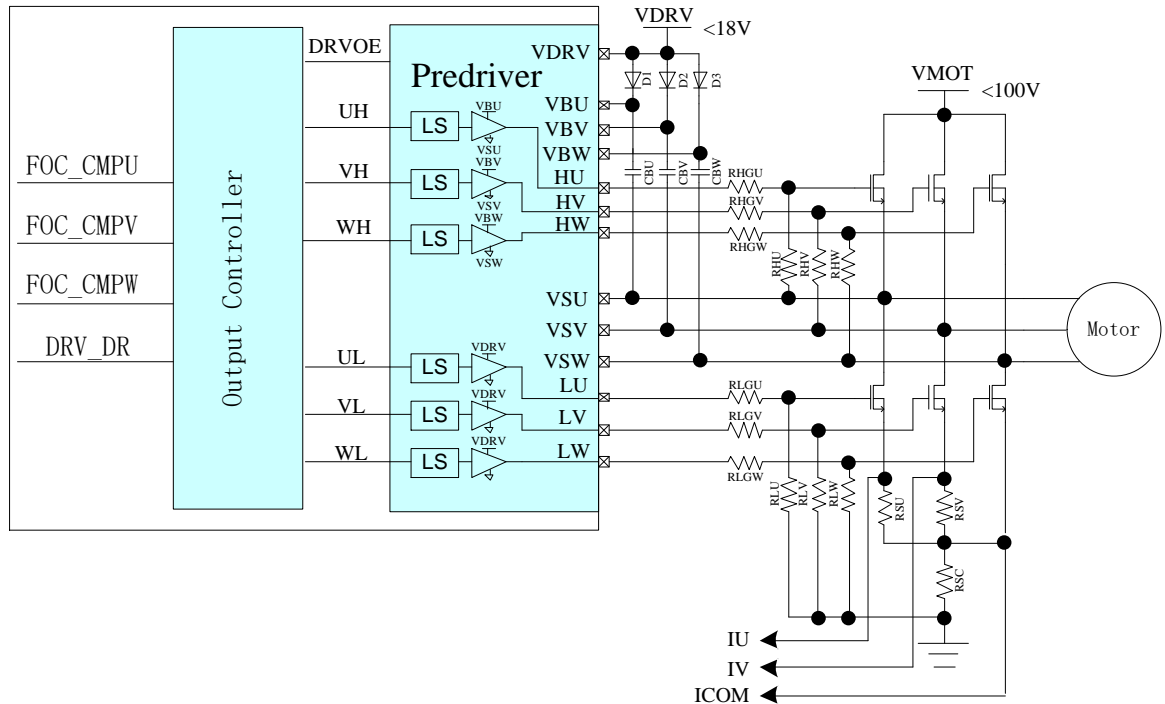 VDRV
<18V
DRVOE
VDRV
Predriver
D1
D2
D3
VMOT
<100V
VBU
VBV
VBW
UH
LS
VBU
VSU
CBU
CBV
CBW
FOC_CMPU
VH
LS
VBV
VSV
HU
HV
HW
RHGU
RHGV
RHGW
FOC_CMPV
WH
LS
VBW
VSW
RHU
RHV
RHW
FOC_CMPW
Output Controller
VSU
VSV
VSW
Motor
DRV_DR
UL
LS
VDRV
LU
RLGU
VL
LS
VDRV
LV
RLGV
WL
LS
VDRV
LW
RLGW
RLU
RLV
RLW
RSU
RSV
RSC
IU
IV
ICOM